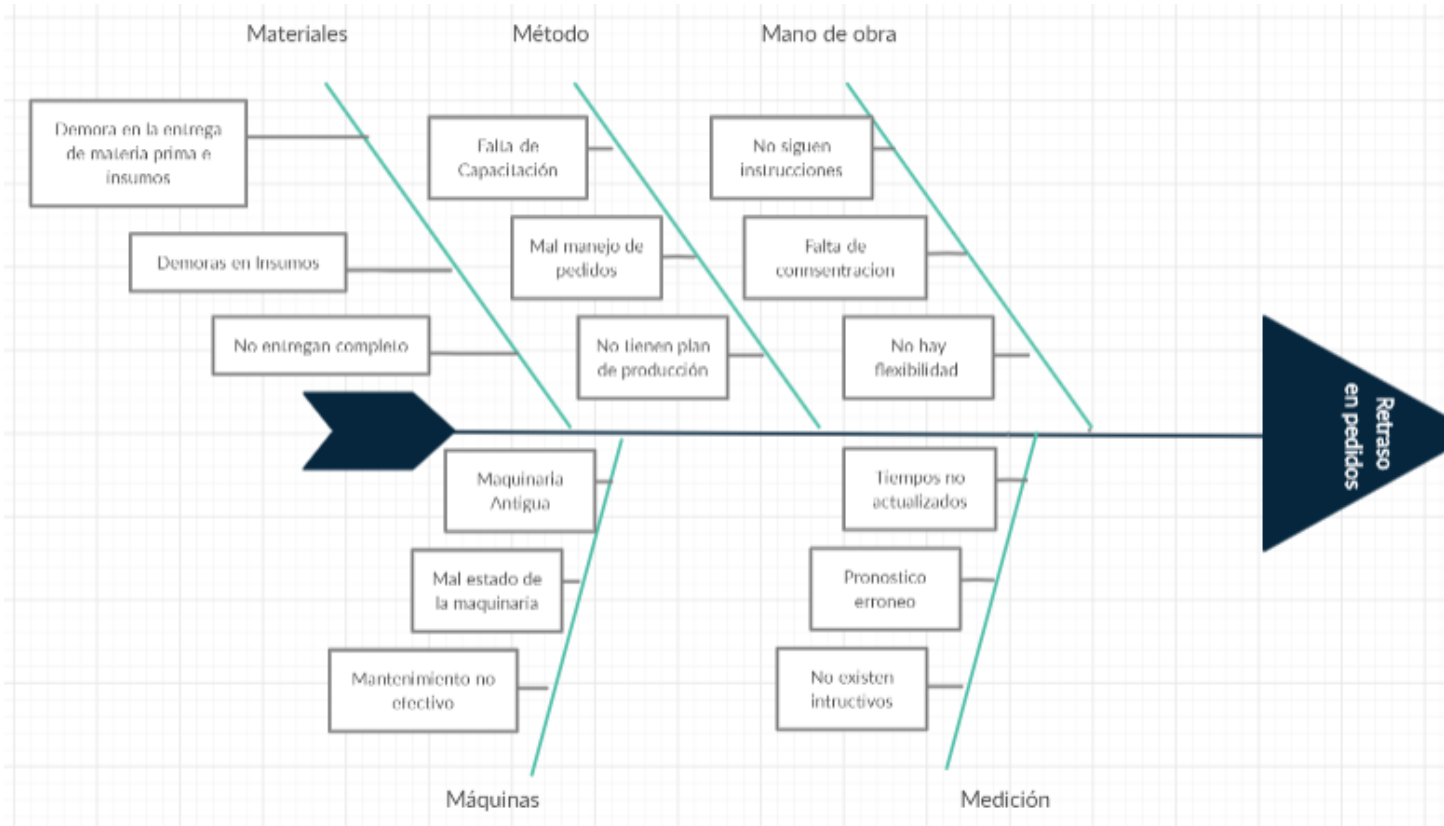 Materiales
Método
Mano de obra
Demora en la entrega
de materia prima e
insumos
Demoras en Insumos
No entregan completo
Falta de
Capacitación
Mal manejo de
pedidos
No tienen plan
de producción
No siguen
instrucciones
Falta de
connsentracion
No hay
flexibilidad
Retraso
en pedidos
Maquinaria
Antigua
Mal estado de
la maquinaria
Mantenimiento no
efectivo
Tiempos no
actualizados
Pronostico
erroneo
No existen
intructivos
Máquinas
Medición